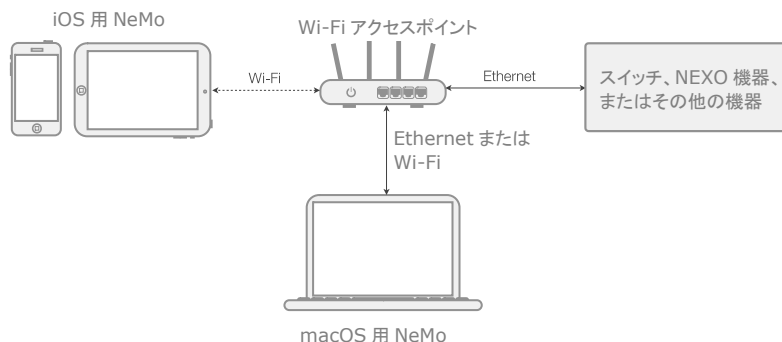 iOS 用 NeMo
Wi-Fi アクセスポイント
Wi-Fi
Ethernet
スイッチ、NEXO 機器、
またはその他の機器
Ethernet または
Wi-Fi
macOS 用 NeMo